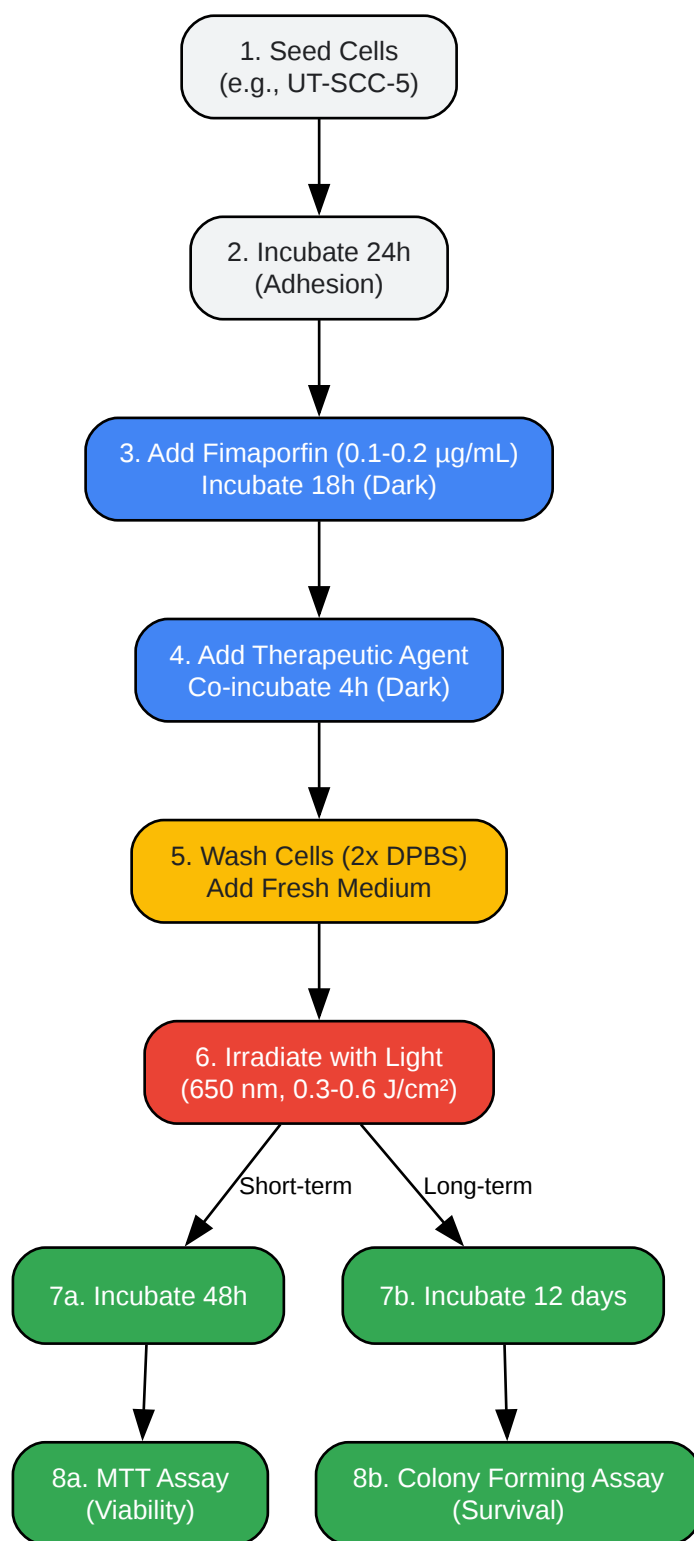 1. Seed Cells
(e.g., UT-SCC-5)
2. Incubate 24h
(Adhesion)
3. Add Fimaporfin (0.1-0.2 µg/mL)
Incubate 18h (Dark)
4. Add Therapeutic Agent
Co-incubate 4h (Dark)
5. Wash Cells (2x DPBS)
Add Fresh Medium
6. Irradiate with Light
(650 nm, 0.3-0.6 J/cm²)
Short-term
Long-term
7a. Incubate 48h
7b. Incubate 12 days
8a. MTT Assay
(Viability)
8b. Colony Forming Assay
(Survival)